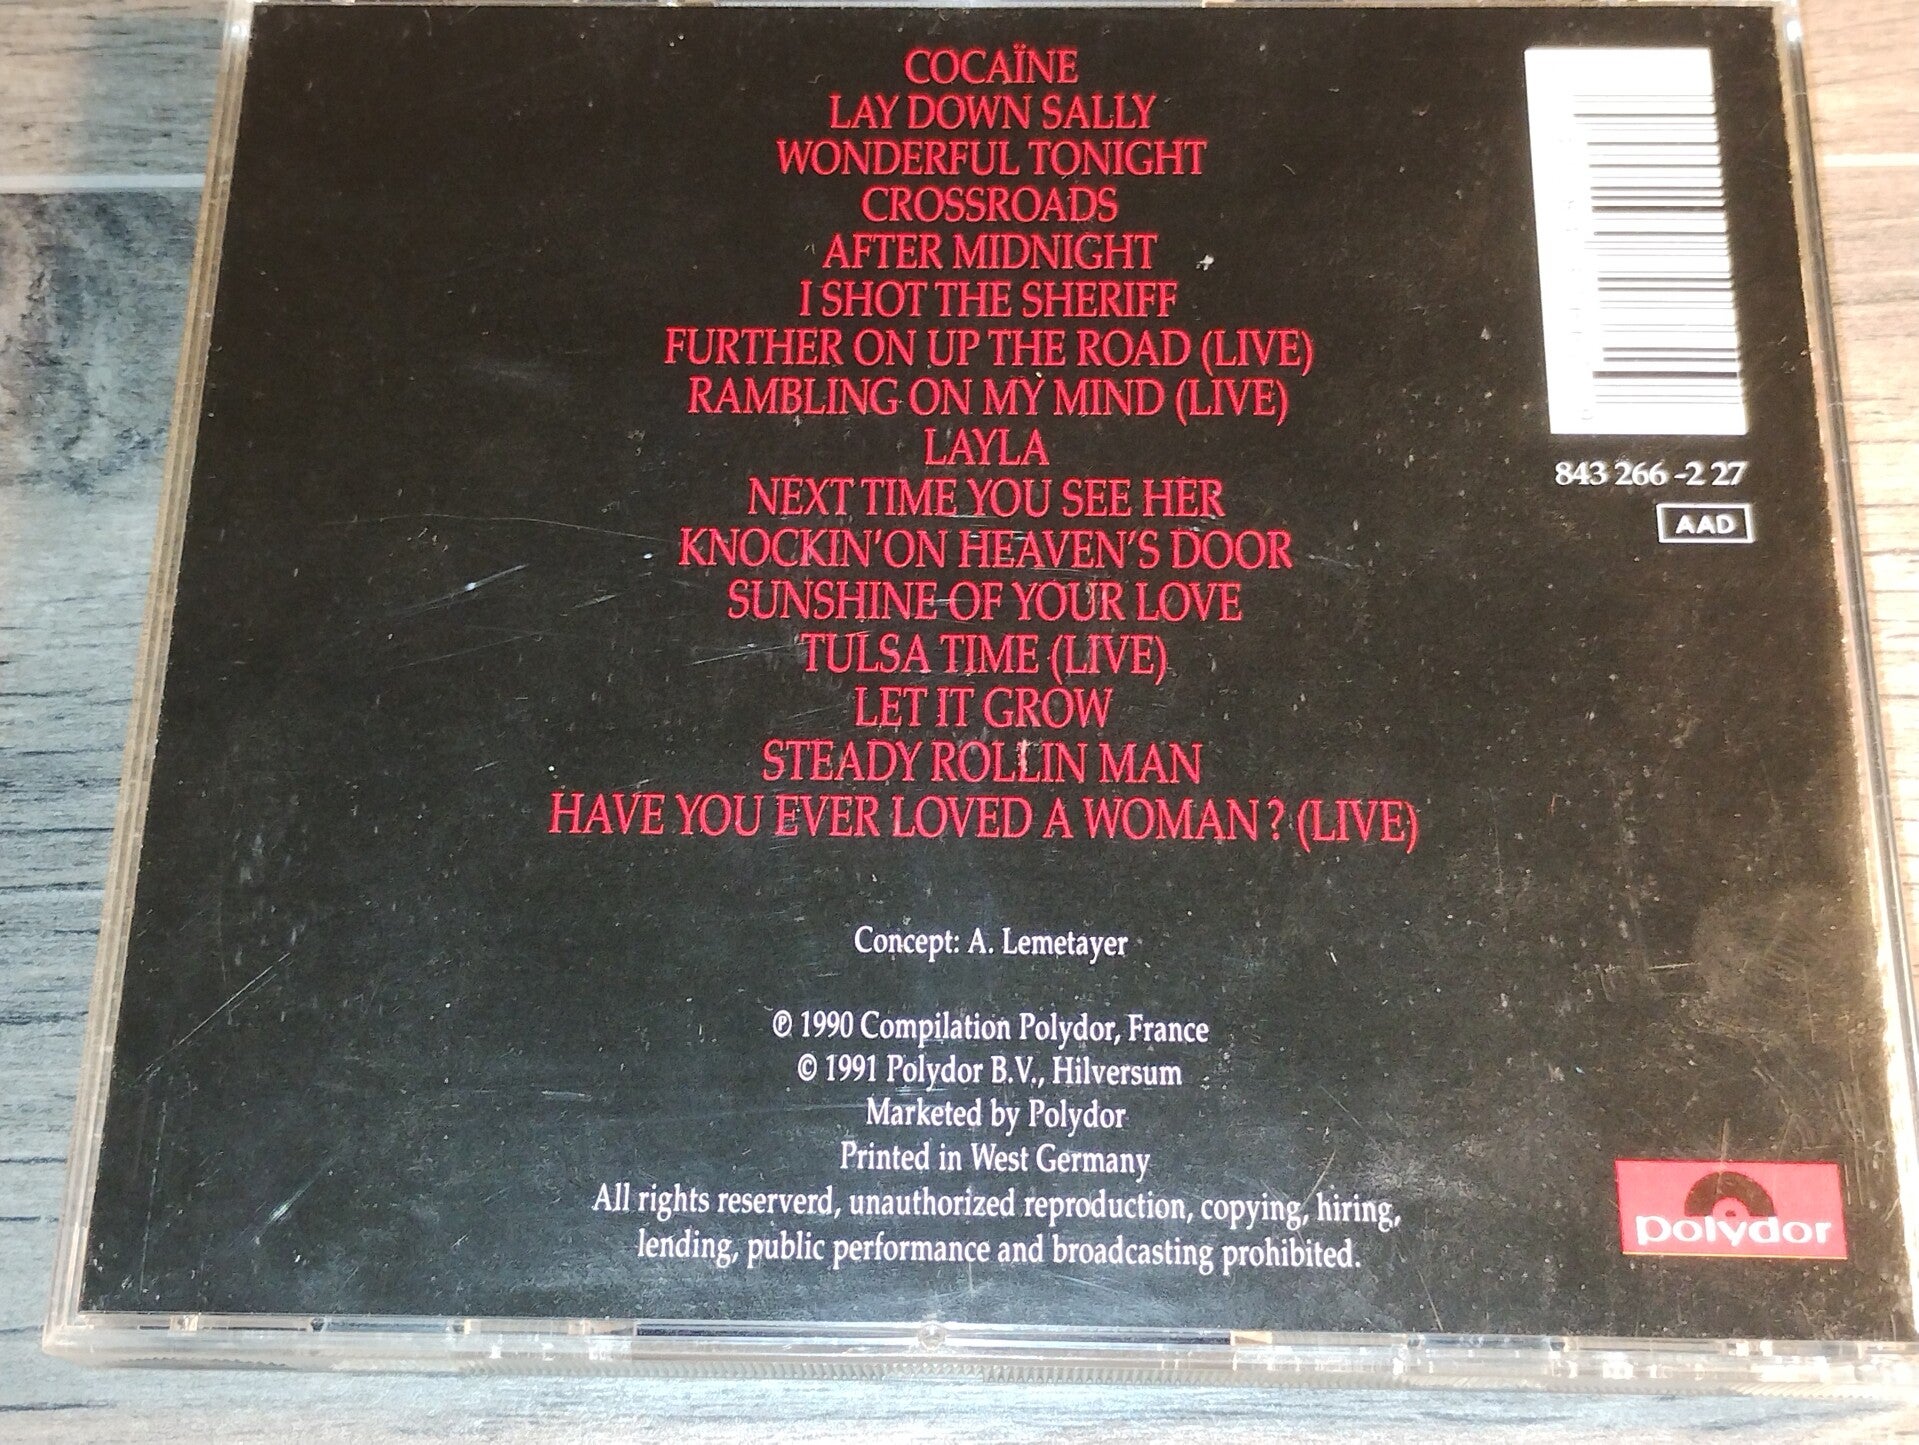 COCAÏNE
LAY DOWN SALLY
WONDERFUL TONIGHT
CROSSROADS
AFTER MIDNIGHT
I SHOT THE SHERIFF
FURTHER ON UP THE ROAD (LIVE)
RAMBLING ON MY MIND (LIVE)
LAYLA
NEXT TIME YOU SEE HER
KNOCKIN'ON HEAVEN'S DOOR
SUNSHINE OF YOUR LOVE
TULSA TIME (LIVE)
LET IT GROW
STEADY ROLLIN MAN
HAVE YOU EVER LOVED A WOMAN ? (LIVE)
843 266 -2 27
AAD
Concept: A. Lemetayer
℗ 1990 Compilation Polydor, France
© 1991 Polydor B.V., Hilversum
Marketed by Polydor
Printed in West Germany
All rights reserverd, unauthorized reproduction, copying, hiring,
lending, public performance and broadcasting prohibited.
polydor